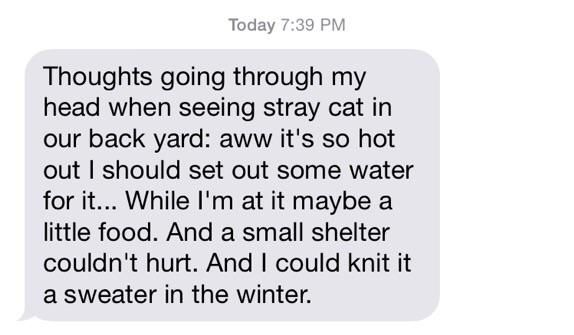 Today 7:39 PM
Thoughts going through my
head when seeing stray cat in
our back yard: aww it's so hot
out I should set out some water
for it... While I'm at it maybe a
little food. And a small shelter
couldn't hurt. And I could knit it
a sweater in the winter.